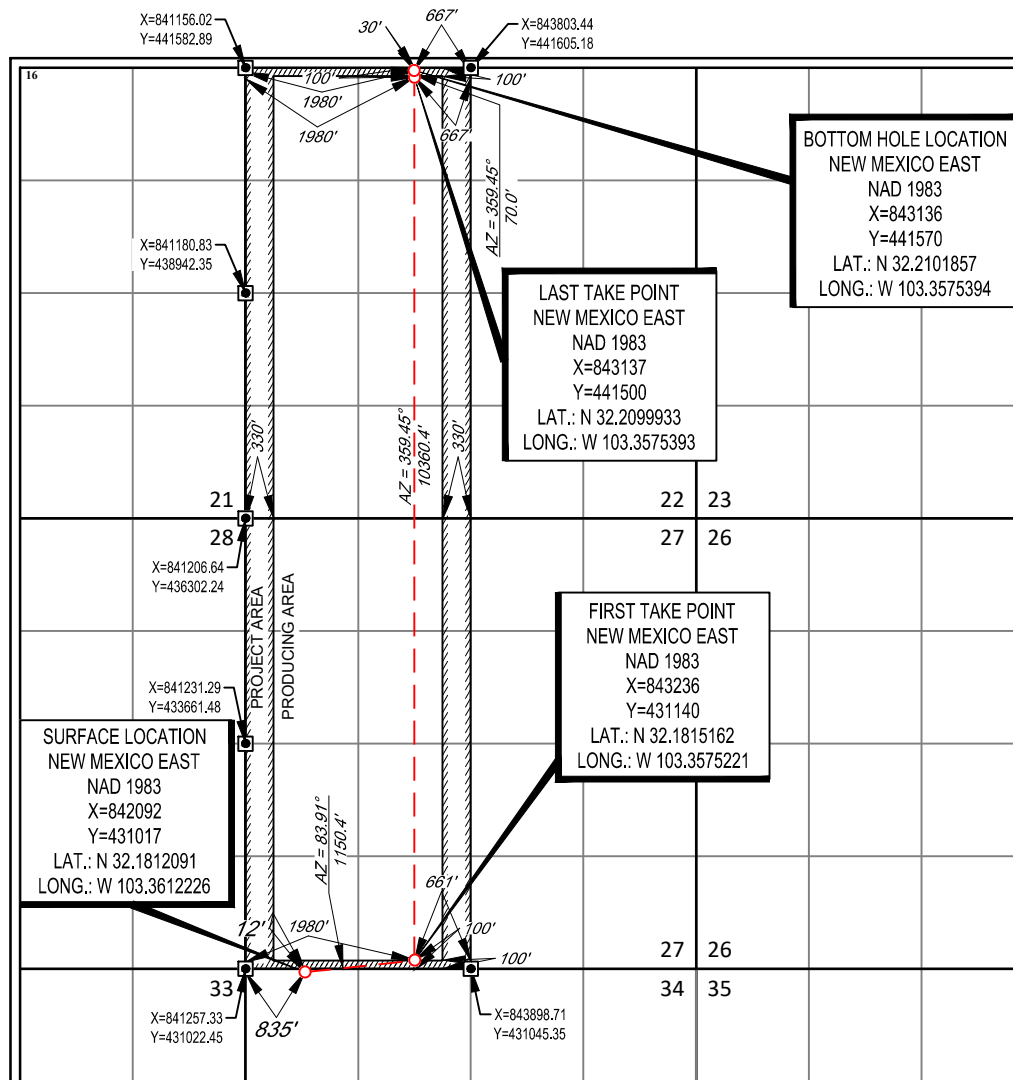 X=841156.02
Y=441582.89
30'
667'
X=843803.44
Y=441605.18
16
100'
1980'
1980'
667'
100'
AZ = 359.45°
70.0'
BOTTOM HOLE LOCATION
NEW MEXICO EAST
NAD 1983
X=843136
Y=441570
LAT.: N 32.2101857
LONG.: W 103.3575394
X=841180.83
Y=438942.35
LAST TAKE POINT
NEW MEXICO EAST
NAD 1983
X=843137
Y=441500
LAT.: N 32.2099933
LONG.: W 103.3575393
330'
AZ = 359.45°
10360.4'
330'
21
22
23
28
27
26
X=841206.64
Y=436302.24
PROJECT AREA
PRODUCING AREA
FIRST TAKE POINT
NEW MEXICO EAST
NAD 1983
X=843236
Y=431140
LAT.: N 32.1815162
LONG.: W 103.3575221
X=841231.29
Y=433661.48
SURFACE LOCATION
NEW MEXICO EAST
NAD 1983
X=842092
Y=431017
LAT.: N 32.1812091
LONG.: W 103.3612226
AZ = 83.91°
1150.4'
12'
1980'
661'
100'
100'
27
26
33
34
35
X=841257.33
Y=431022.45
835'
X=843898.71
Y=431045.35